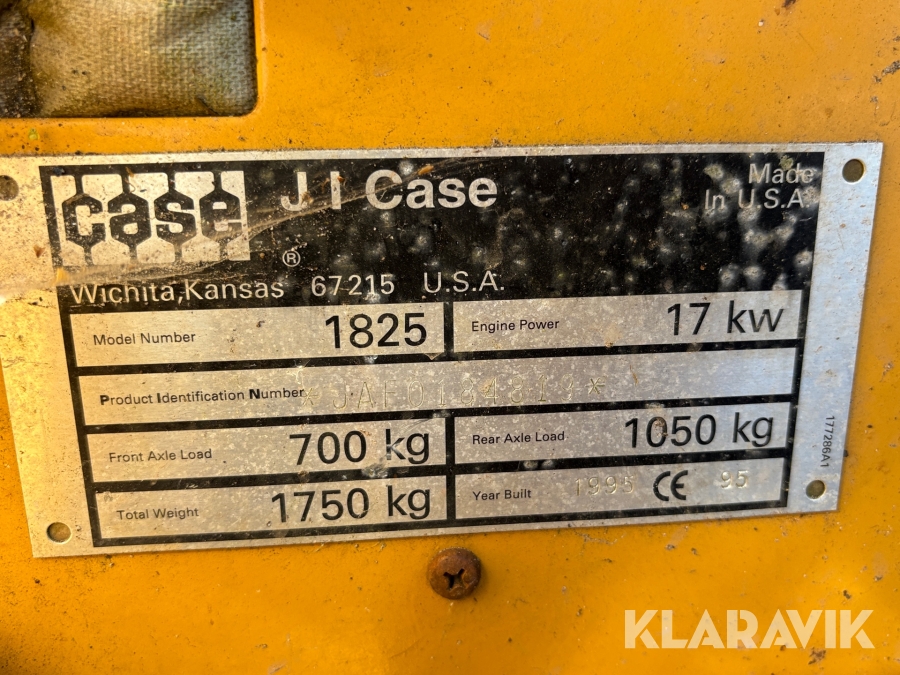 case J I Case
Made
In U.S.A.
®
Wichita, Kansas 67215 U.S.A.
Model Number 1825 Engine Power 17 kw
Product Identification Number
Front Axle Load 700 kg Rear Axle Load 1050 kg
Total Weight 1750 kg Year Built 1995 CE 95
177286A1
KLARAVIK